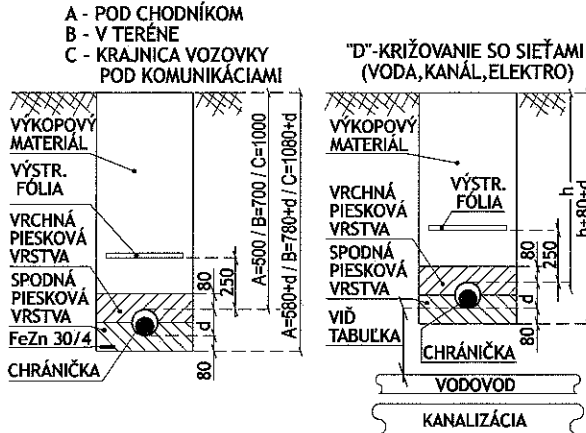 A - POD CHODNÍKOM
B - V TERÉNE
C - KRAJNICA VOZOVKY
POD KOMUNIKÁCIAMI
VÝKOPOVÝ
MATERIÁL
VÝSTR.
FÓLIA
VRCHNÁ
PIESKOVÁ
VRSTVA
SPODNÁ
PIESKOVÁ
VRSTVA
FeZn 30/4
CHRÁNIČKA
80
d
80
250
A=500 / B=700 / C=1000
A=580+d / B=780+d / C=1080+d
"D"-KRIŽOVANIE SO SIEŤAMI
(VODA,KANÁL,ELEKTRO)
VÝKOPOVÝ
MATERIÁL
VÝSTR.
FÓLIA
VRCHNÁ
PIESKOVÁ
VRSTVA
SPODNÁ
PIESKOVÁ
VRSTVA
VIĎ
TABUĽKA
CHRÁNIČKA
80
d
80
250
h
h+80+d
VODOVOD
KANALIZÁCIA